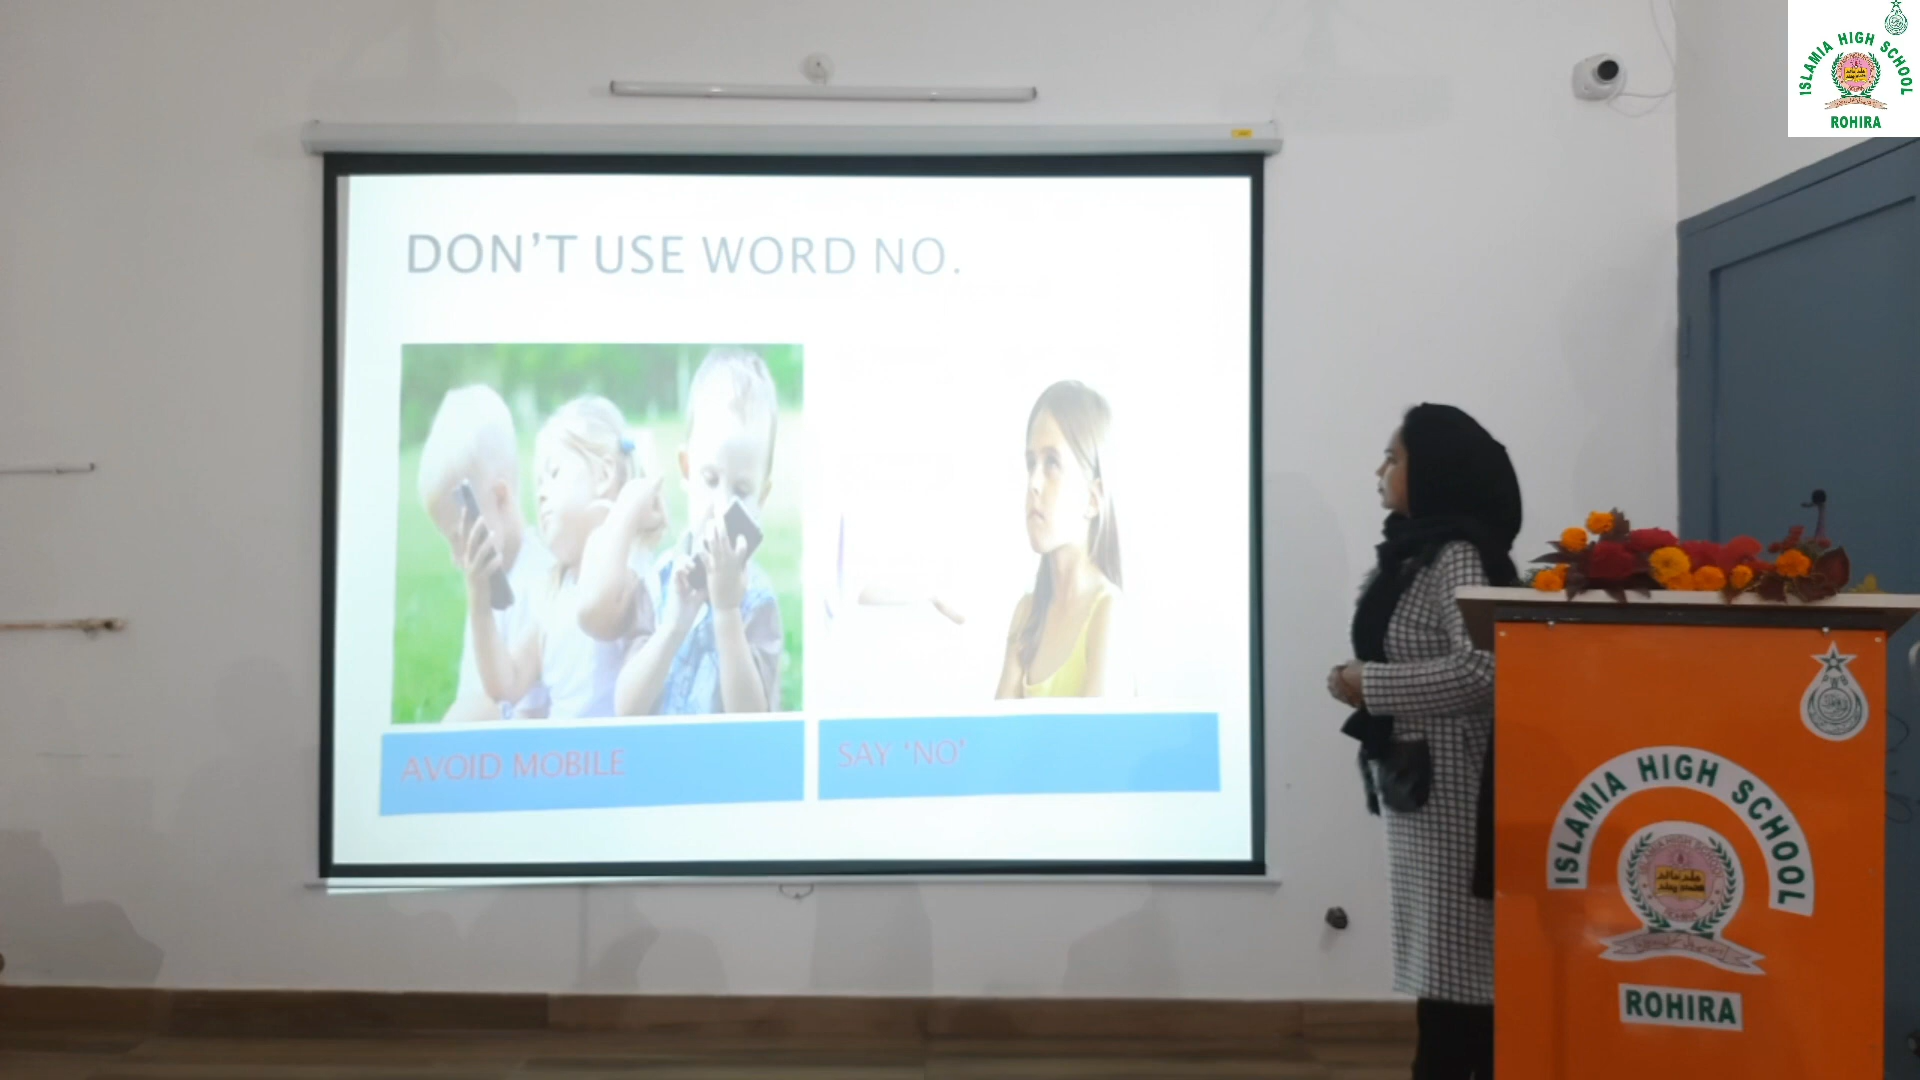 DON'T USE WORD NO.
AVOID MOBILE
SAY 'NO'
ISLAMIA HIGH SCHOOL
ROHIRA
ISLAMIA HIGH SCHOOL
ROHIRA